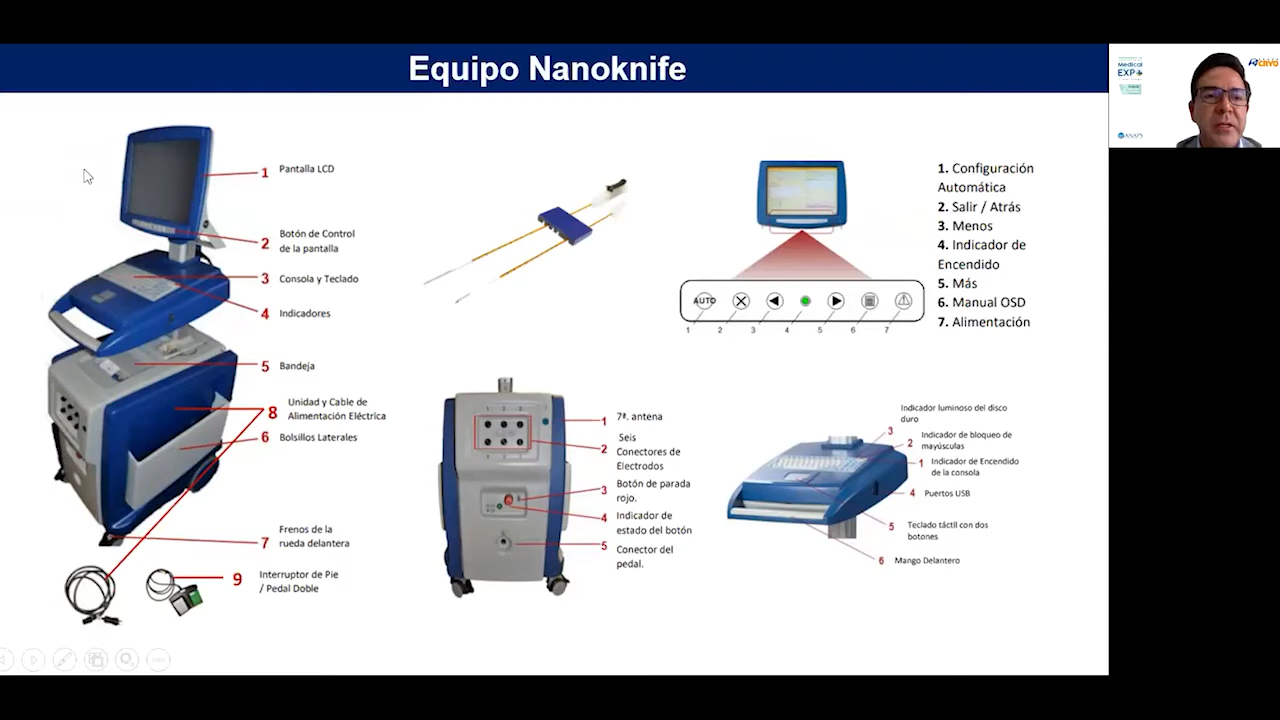 Equipo Nanoknife
1 Pantalla LCD
2 Botón de Control
de la pantalla
3 Consola y Teclado
4 Indicadores
5 Bandeja
8 Unidad y Cable de
Alimentación Eléctrica
6 Bolsillos Laterales
7 Frenos de la
rueda delantera
9 Interruptor de Pie
/ Pedal Doble
AUTO
1 2 3 4 5 6 7
1. Configuración
Automática
2. Salir / Atrás
3. Menos
4. Indicador de
Encendido
5. Más
6. Manual OSD
7. Alimentación
1 7ª. antena
2 Seis
Conectores de
Electrodos
3 Botón de parada
rojo.
4 Indicador de
estado del botón
5 Conector del
pedal.
3 Indicador luminoso del disco
duro
2 Indicador de bloqueo de
mayúsculas
1 Indicador de Encendido
de la consola
4 Puertos USB
5 Teclado táctil con dos
botones
6 Mango Delantero
Medical
EXPO
CRYO
ANAPS